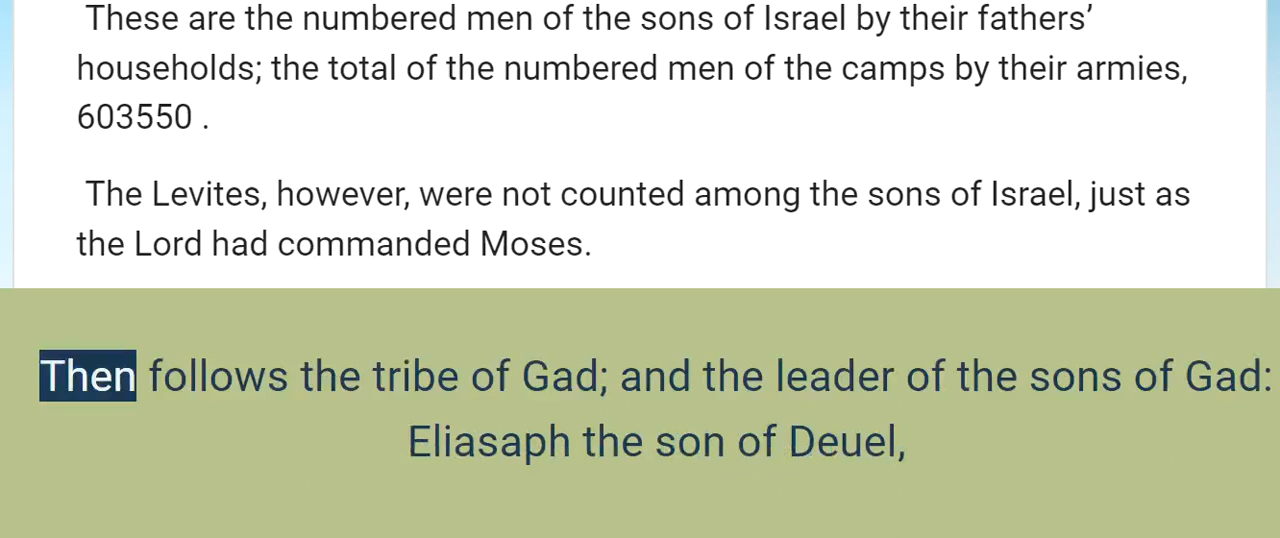 These are the numbered men of the sons of Israel by their fathers’
households; the total of the numbered men of the camps by their armies,
603550 .
The Levites, however, were not counted among the sons of Israel, just as
the Lord had commanded Moses.
Then follows the tribe of Gad; and the leader of the sons of Gad:
Eliasaph the son of Deuel,